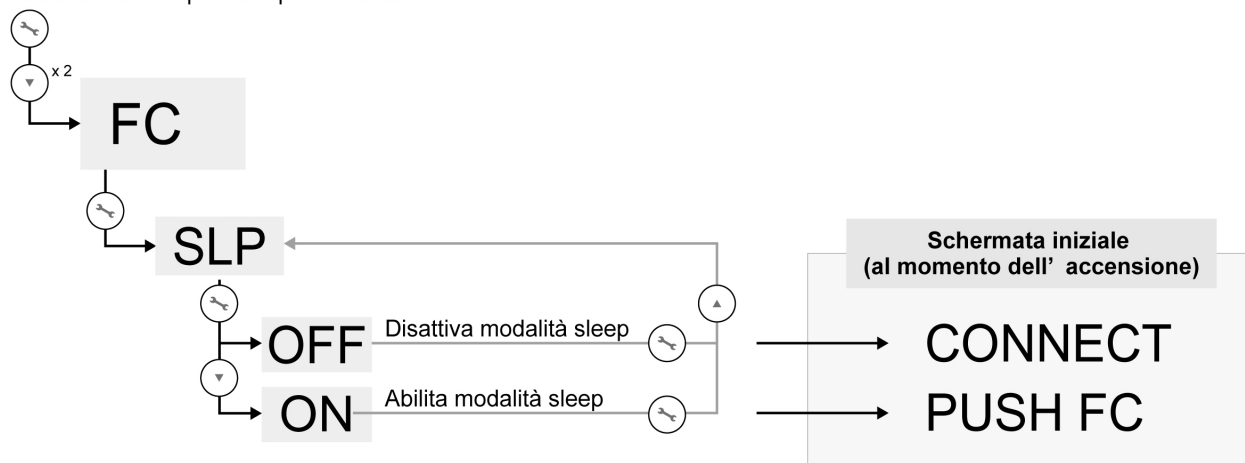 x 2
FC
SLP
Schermata iniziale
(al momento dell' accensione)
OFF
Disattiva modalità sleep
CONNECT
ON
Abilita modalità sleep
PUSH FC